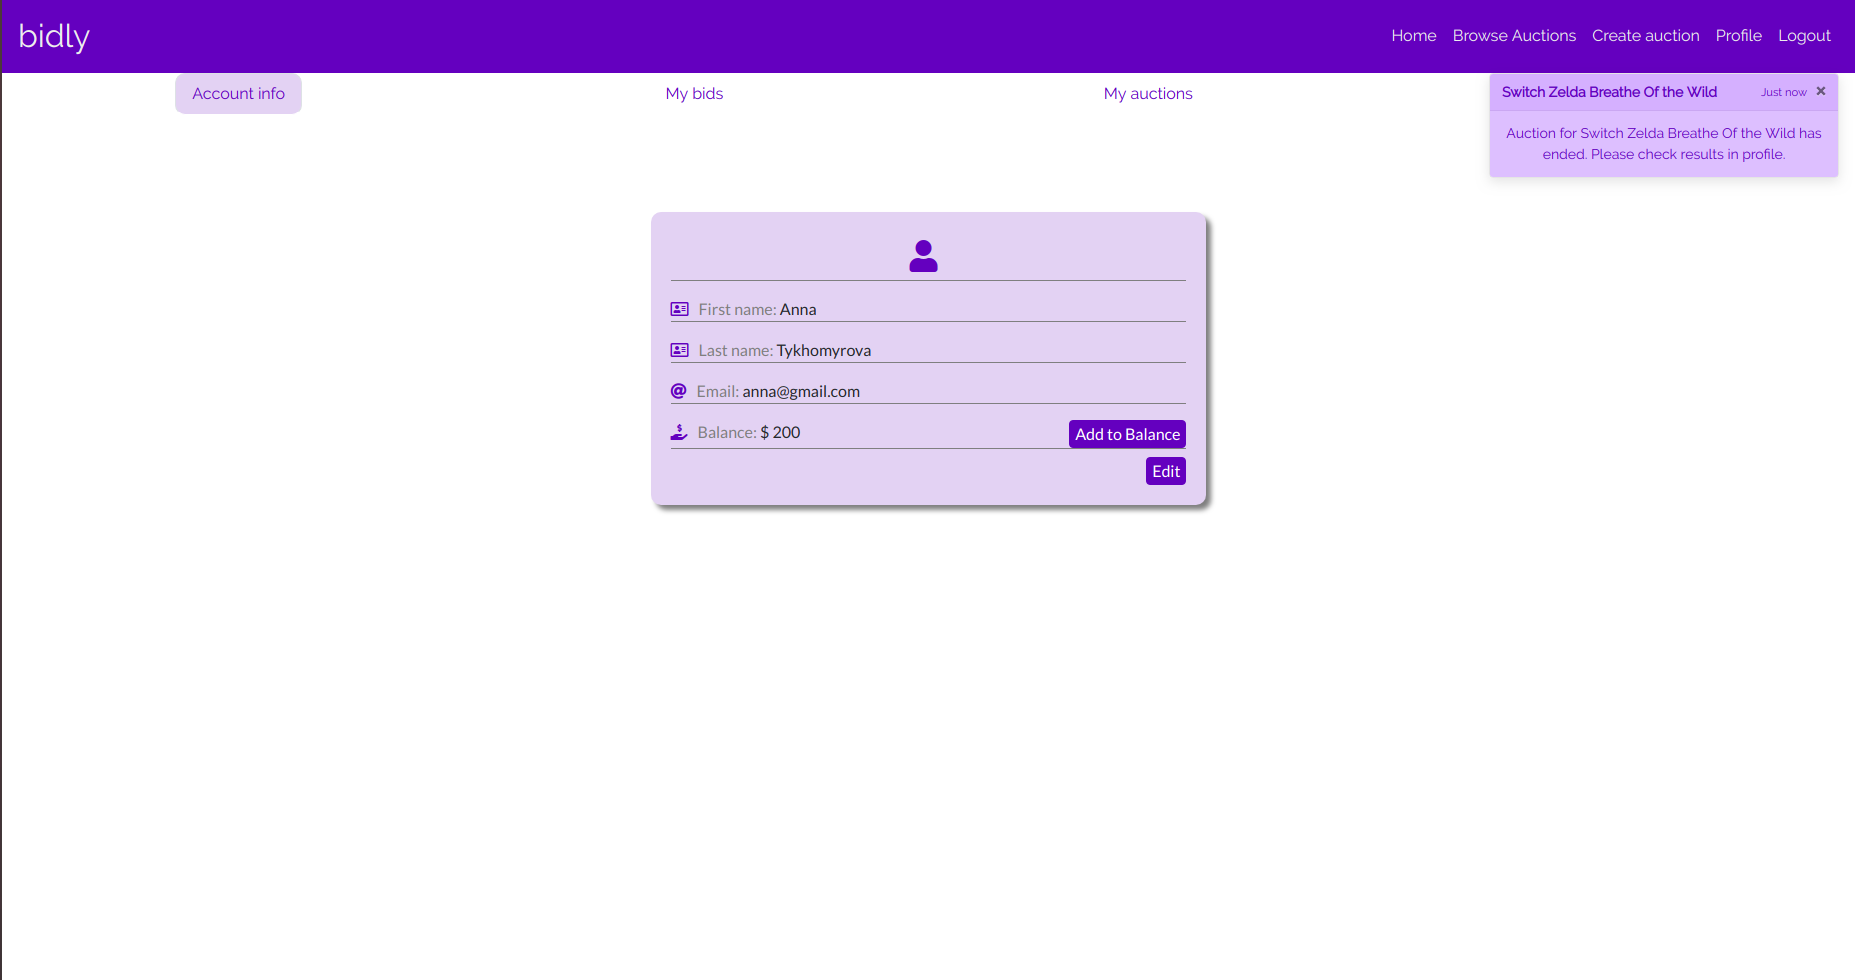 bidly
Home Browse Auctions Create auction Profile Logout
Account info My bids My auctions
Switch Zelda Breathe Of the Wild Just now ×
Auction for Switch Zelda Breathe Of the Wild has
ended. Please check results in profile.
First name: Anna
Last name: Tykhomyrova
Email: anna@gmail.com
Balance: $ 200 Add to Balance
Edit